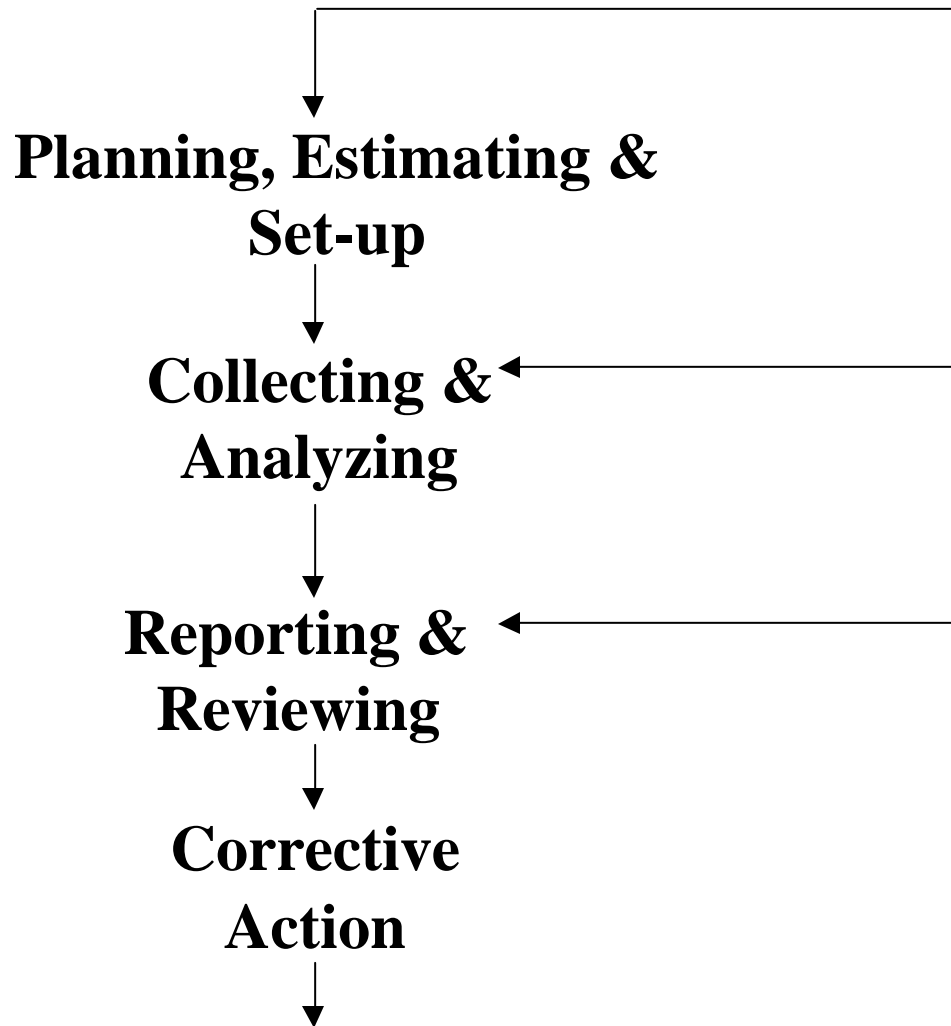 Planning, Estimating &
Set-up
Collecting &
Analyzing
Reporting &
Reviewing
Corrective
Action